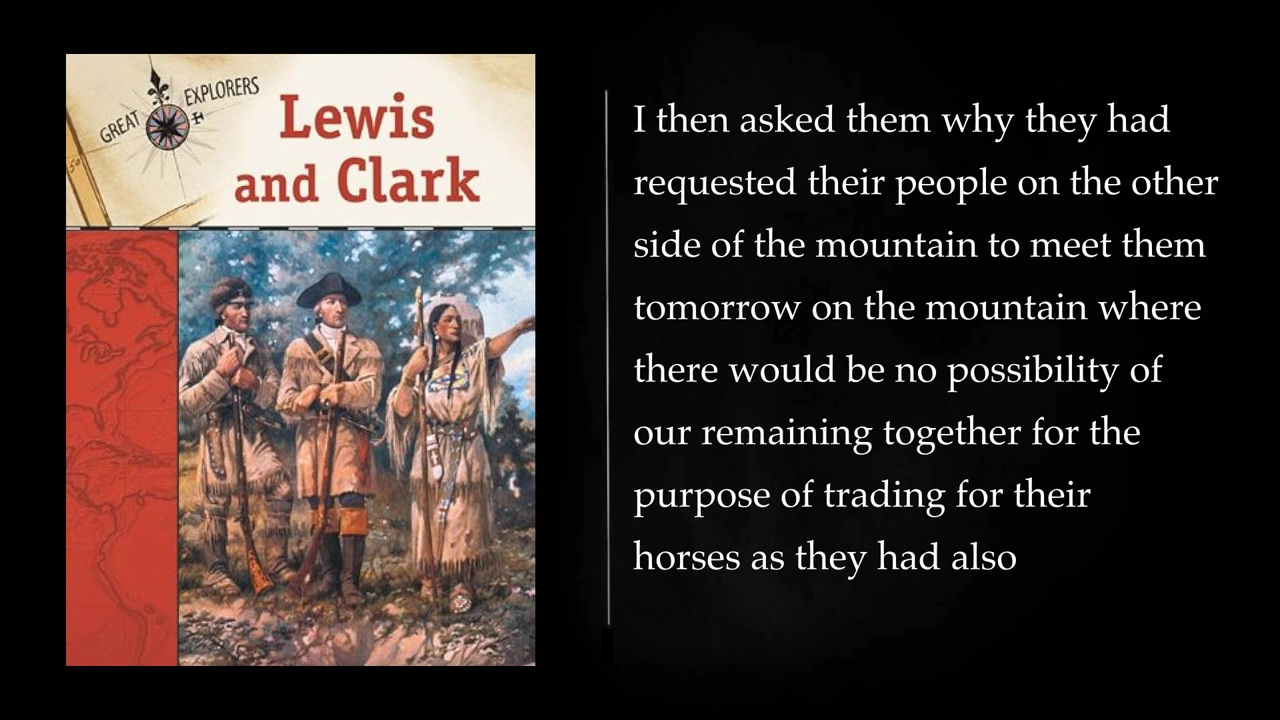 GREAT EXPLORERS
Lewis
and Clark
50
I then asked them why they had
requested their people on the other
side of the mountain to meet them
tomorrow on the mountain where
there would be no possibility of
our remaining together for the
purpose of trading for their
horses as they had also